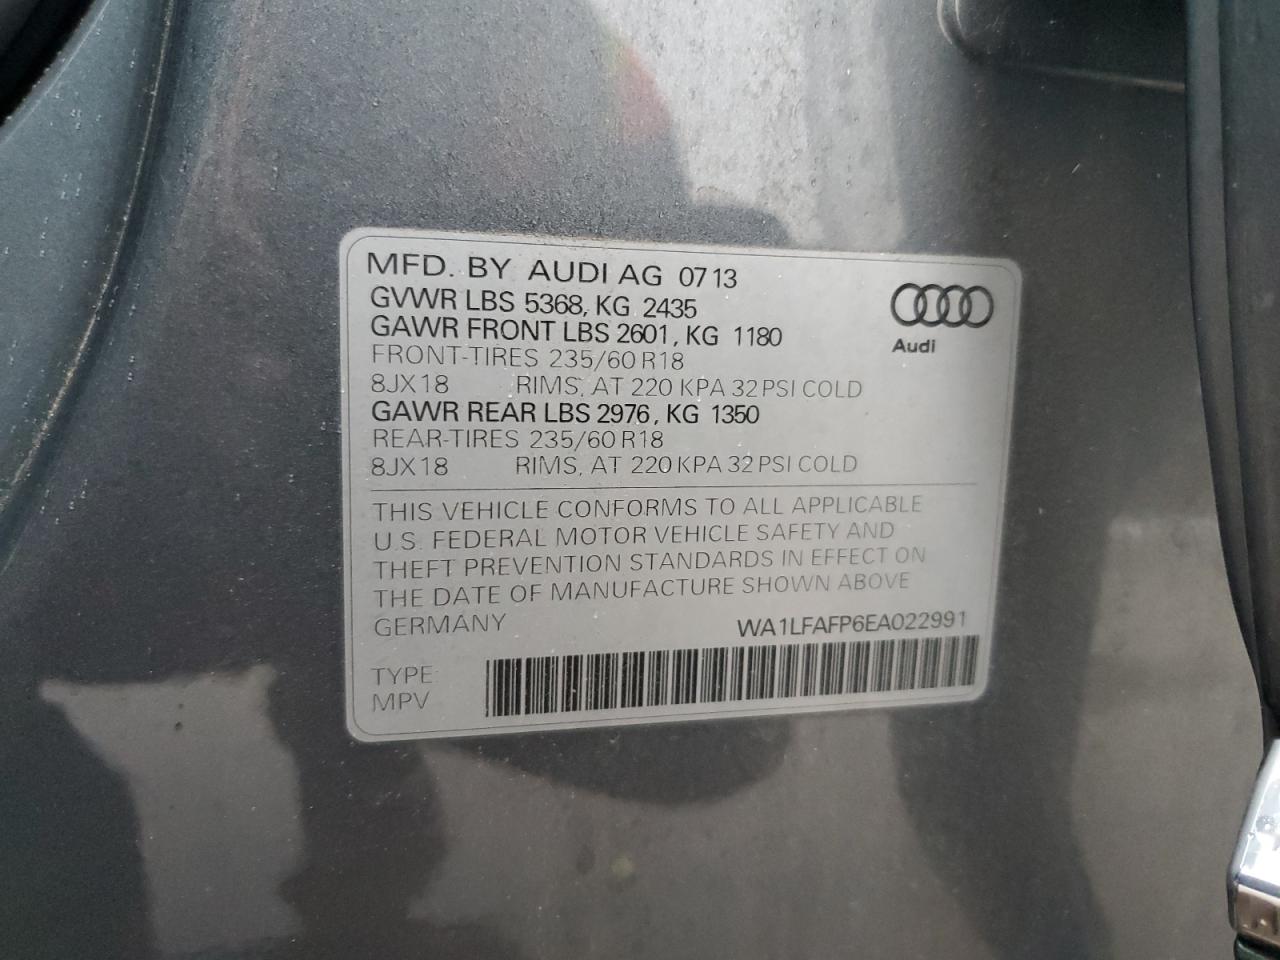 MFD. BY AUDI AG 07 13
GVWR LBS 5368, KG 2435
GAWR FRONT LBS 2601, KG 1180
FRONT-TIRES 235/60 R18
8JX18 RIMS, AT 220 KPA 32 PSI COLD
GAWR REAR LBS 2976, KG 1350
REAR-TIRES 235/60 R18
8JX18 RIMS, AT 220 KPA 32 PSI COLD
Audi
THIS VEHICLE CONFORMS TO ALL APPLICABLE
U.S. FEDERAL MOTOR VEHICLE SAFETY AND
THEFT PREVENTION STANDARDS IN EFFECT ON
THE DATE OF MANUFACTURE SHOWN ABOVE
GERMANY WA1LFAFP6EA022991
TYPE:
MPV